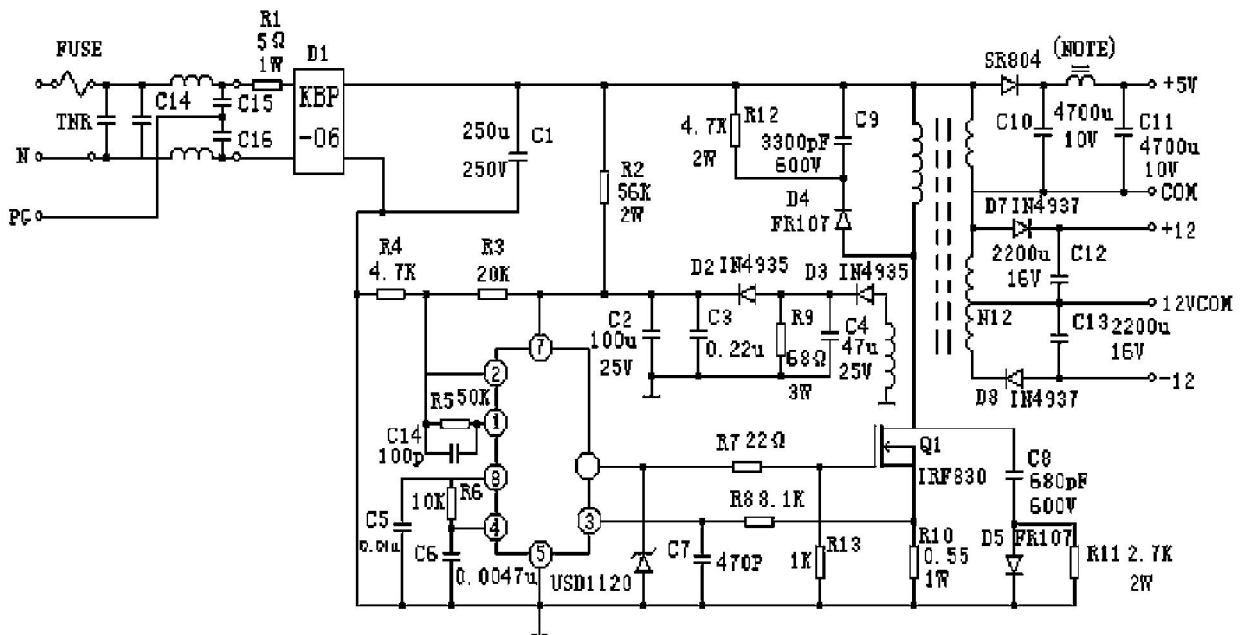 FUSE
TNR
N
PG
C14
C15
C16
R1
5Ω
1W
D1
KBP
-06
250u
250V
C1
R2
56K
2W
4.7K
2W
R12
C9
3300pF
600V
D4
FR107
SR804
(NOTE)
+5V
C10
4700u
10V
C11
4700u
10V
COM
D7IN4937
+12
2200u
16V
C12
12VCOM
N12
C13
2200u
16V
-12
D8 IN4937
R4
4.7K
R3
20K
D2 IN4935
D3 IN4935
C2
100u
25V
C3
0.22u
R9
68Ω
3W
C4
47u
25V
7
2
R5 50K
1
C14
100p
8
R6
10K
4
C5
0.01u
C6
0.0047u
5
3
USD1120
R7 22Ω
R8 8.1K
C7
470P
R13
1K
Q1
IRF830
R10
0.55
1W
C8
680pF
600V
D5 FR107
R11 2.7K
2W